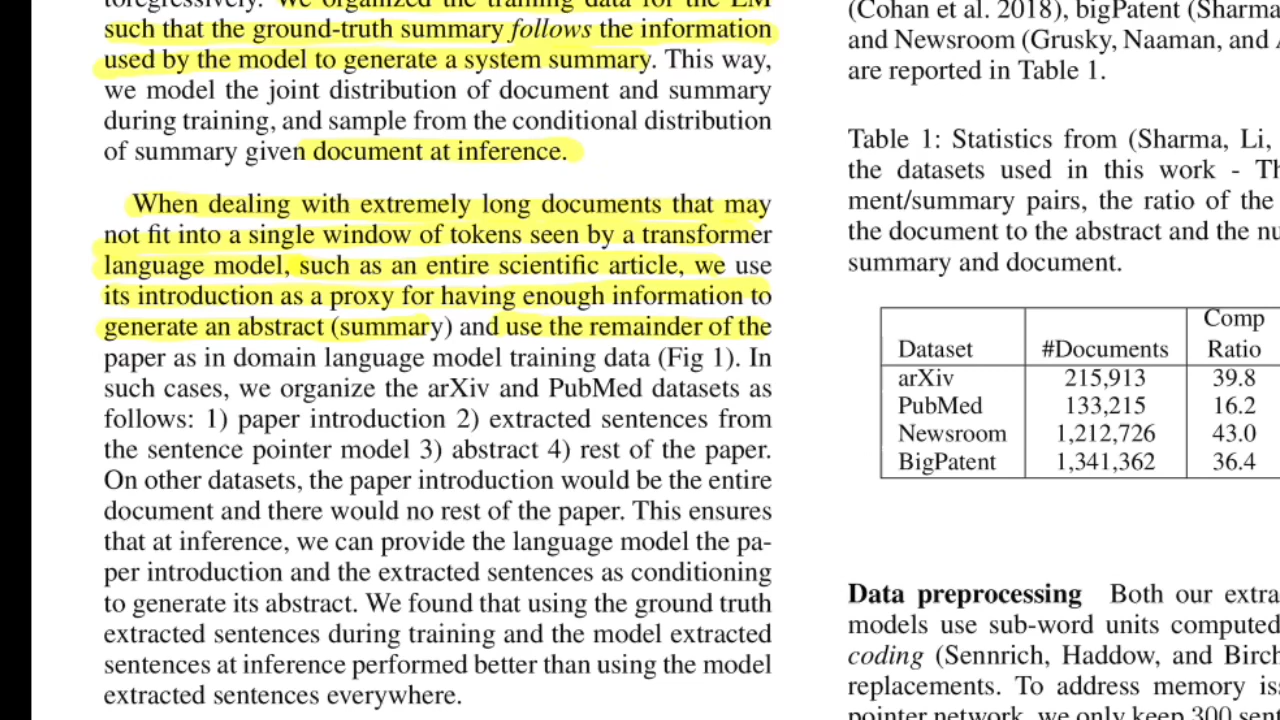 toregressively. We organized the training data for the LM
such that the ground-truth summary follows the information
used by the model to generate a system summary. This way,
we model the joint distribution of document and summary
during training, and sample from the conditional distribution
of summary given document at inference.
When dealing with extremely long documents that may
not fit into a single window of tokens seen by a transformer
language model, such as an entire scientific article, we use
its introduction as a proxy for having enough information to
generate an abstract (summary) and use the remainder of the
paper as in domain language model training data (Fig 1). In
such cases, we organize the arXiv and PubMed datasets as
follows: 1) paper introduction 2) extracted sentences from
the sentence pointer model 3) abstract 4) rest of the paper.
On other datasets, the paper introduction would be the entire
document and there would no rest of the paper. This ensures
that at inference, we can provide the language model the pa-
per introduction and the extracted sentences as conditioning
to generate its abstract. We found that using the ground truth
extracted sentences during training and the model extracted
sentences at inference performed better than using the model
extracted sentences everywhere.
(Cohan et al. 2018), bigPatent (Sharma
and Newsroom (Grusky, Naaman, and
are reported in Table 1.
Table 1: Statistics from (Sharma, Li,
the datasets used in this work - Th
ment/summary pairs, the ratio of the
the document to the abstract and the nu
summary and document.
Comp
Dataset #Documents Ratio
arXiv 215,913 39.8
PubMed 133,215 16.2
Newsroom 1,212,726 43.0
BigPatent 1,341,362 36.4
Data preprocessing Both our extra
models use sub-word units computed
coding (Sennrich, Haddow, and Birch
replacements. To address memory iss
pointer network, we only keep 300 sent